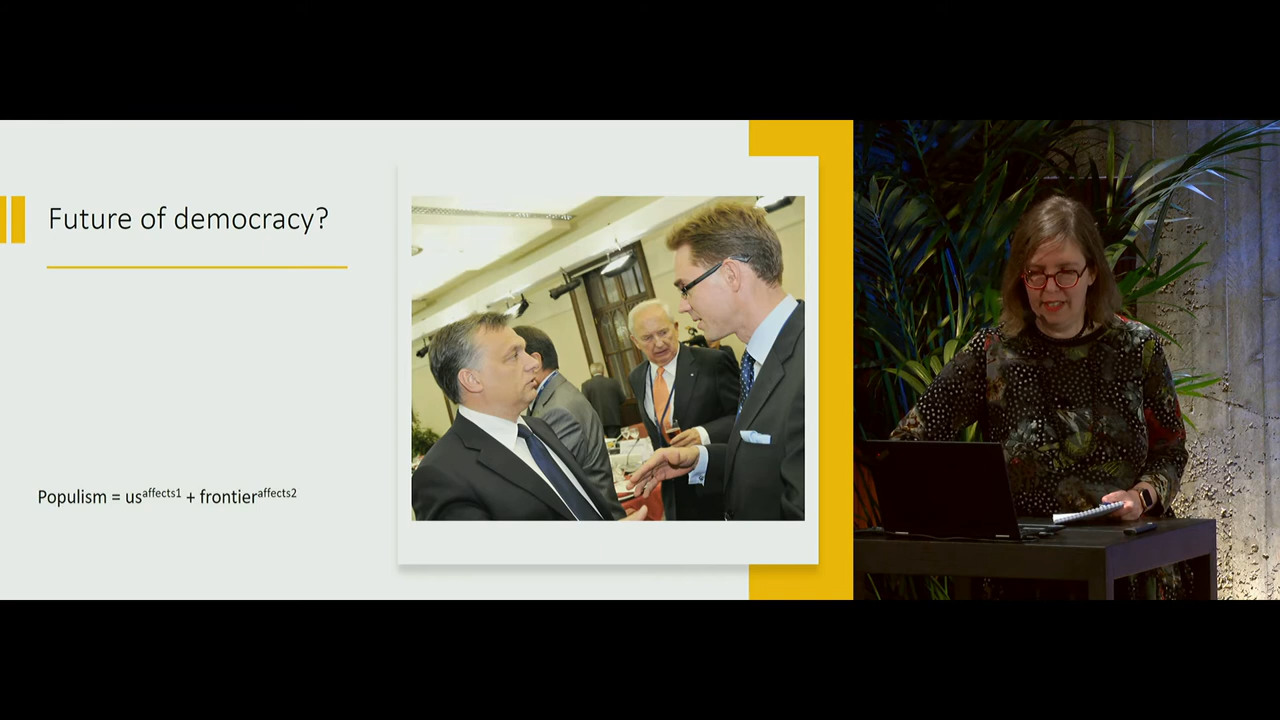 Future of democracy?
Populism = us^affects1 + frontier^affects2